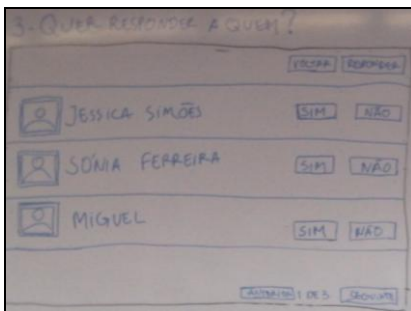 3- QUER RESPONDER A QUEM?
VOLTAR RESPONDER
JESSICA SIMÕES SIM NÃO
SÓNIA FERREIRA SIM NÃO
MIGUEL SIM NÃO
ANTERIOR 1 DE 3 SEGUINTE